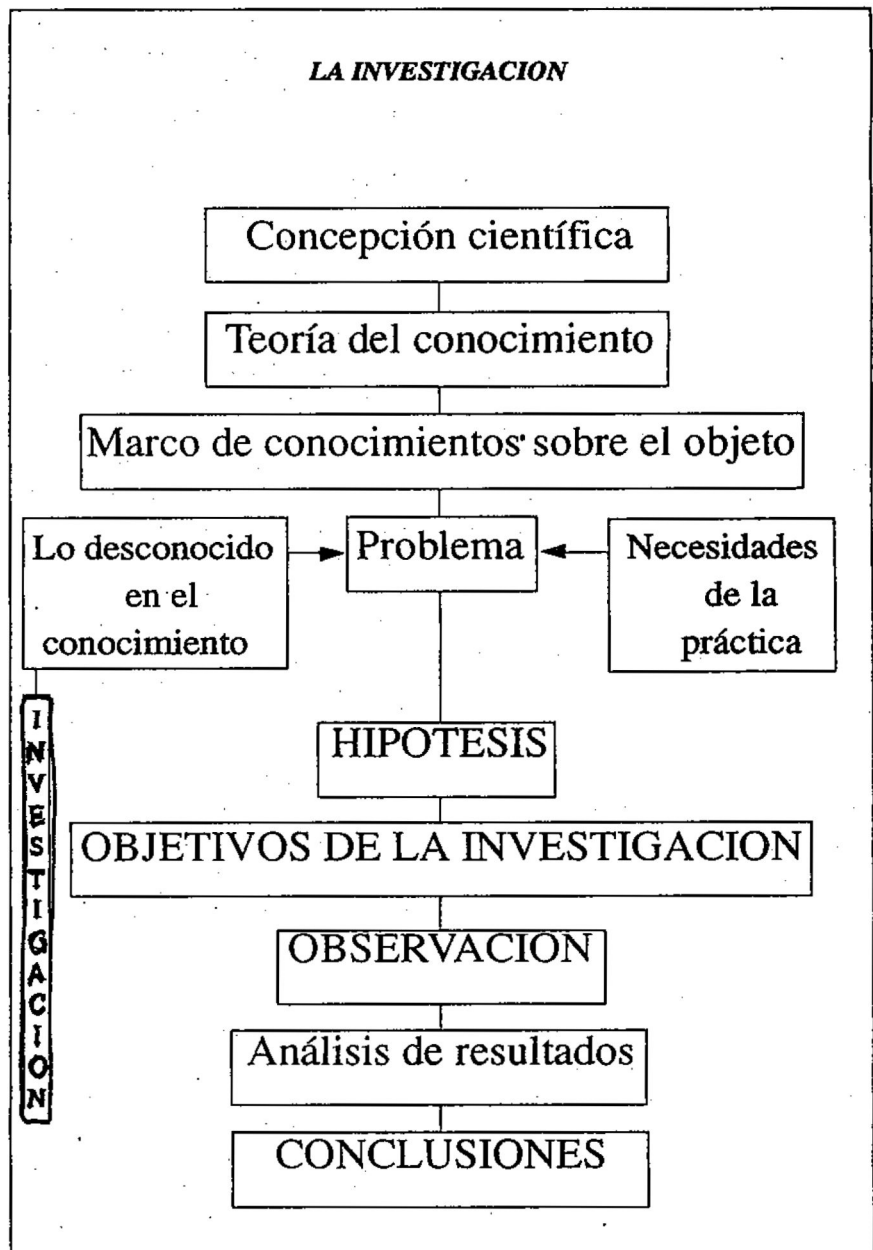 LA INVESTIGACION
Concepción científica
Teoría del conocimiento
Marco de conocimientos sobre el objeto
Lo desconocido
en el
conocimiento
Problema
Necesidades
de la
práctica
INVESTIGACION
HIPOTESIS
OBJETIVOS DE LA INVESTIGACION
OBSERVACION
Análisis de resultados
CONCLUSIONES